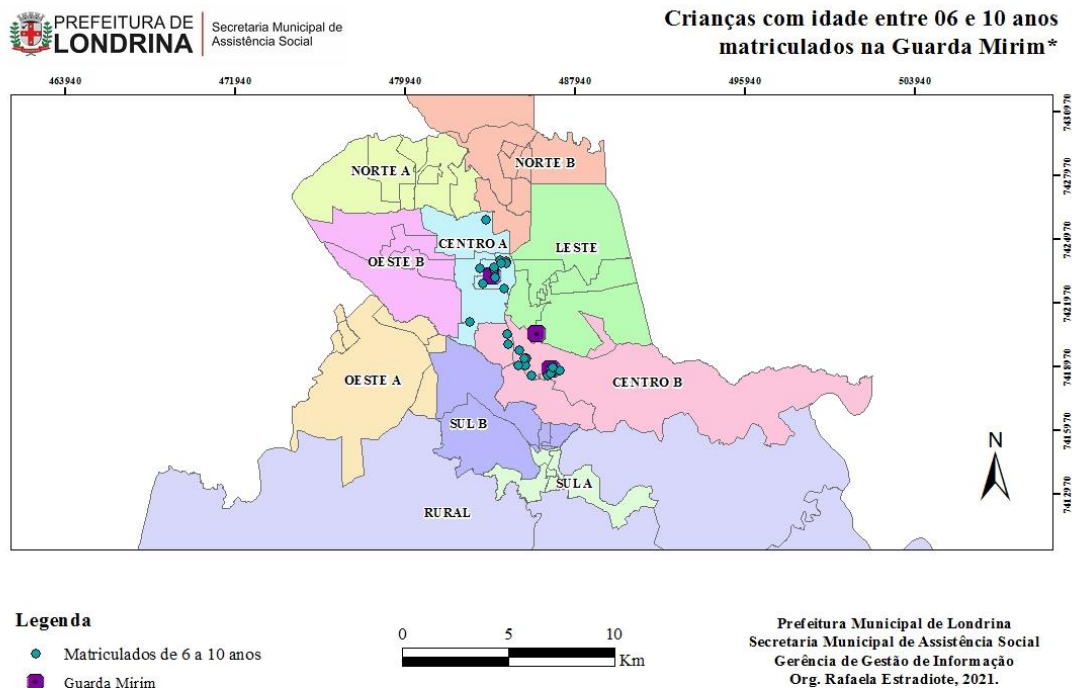 PREFEITURA DE
LONDRINA
Secretaria Municipal de
Assistência Social
Crianças com idade entre 06 e 10 anos
matriculados na Guarda Mirim*
463940 471940 479940 487940 495940 503940
7430970
7427970
7424970
7421970
7418970
7415970
7412970
NORTE A
NORTE B
CENTRO A
LESTE
OESTE B
OESTE A
CENTRO B
SUL B
SUL A
RURAL
N
Legenda
Matriculados de 6 a 10 anos
Guarda Mirim
0 5 10
Km
Prefeitura Municipal de Londrina
Secretaria Municipal de Assistência Social
Gerência de Gestão de Informação
Org. Rafaela Estradiote, 2021.